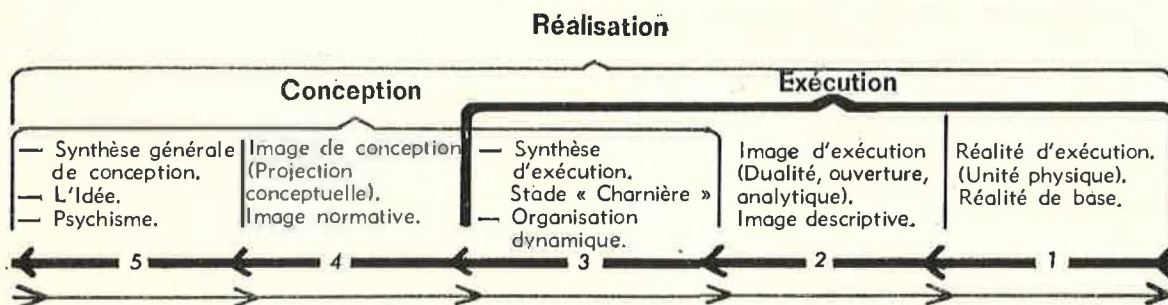 Réalisation
Conception
Exécution
— Synthèse générale
de conception.
— L'Idée.
— Psychisme.
Image de conception
(Projection
conceptuelle).
Image normative.
— Synthèse
d'exécution.
Stade « Charnière »
— Organisation
dynamique.
Image d'exécution
(Dualité, ouverture,
analytique).
Image descriptive.
Réalité d'exécution.
(Unité physique).
Réalité de base.
5 4 3 2 1